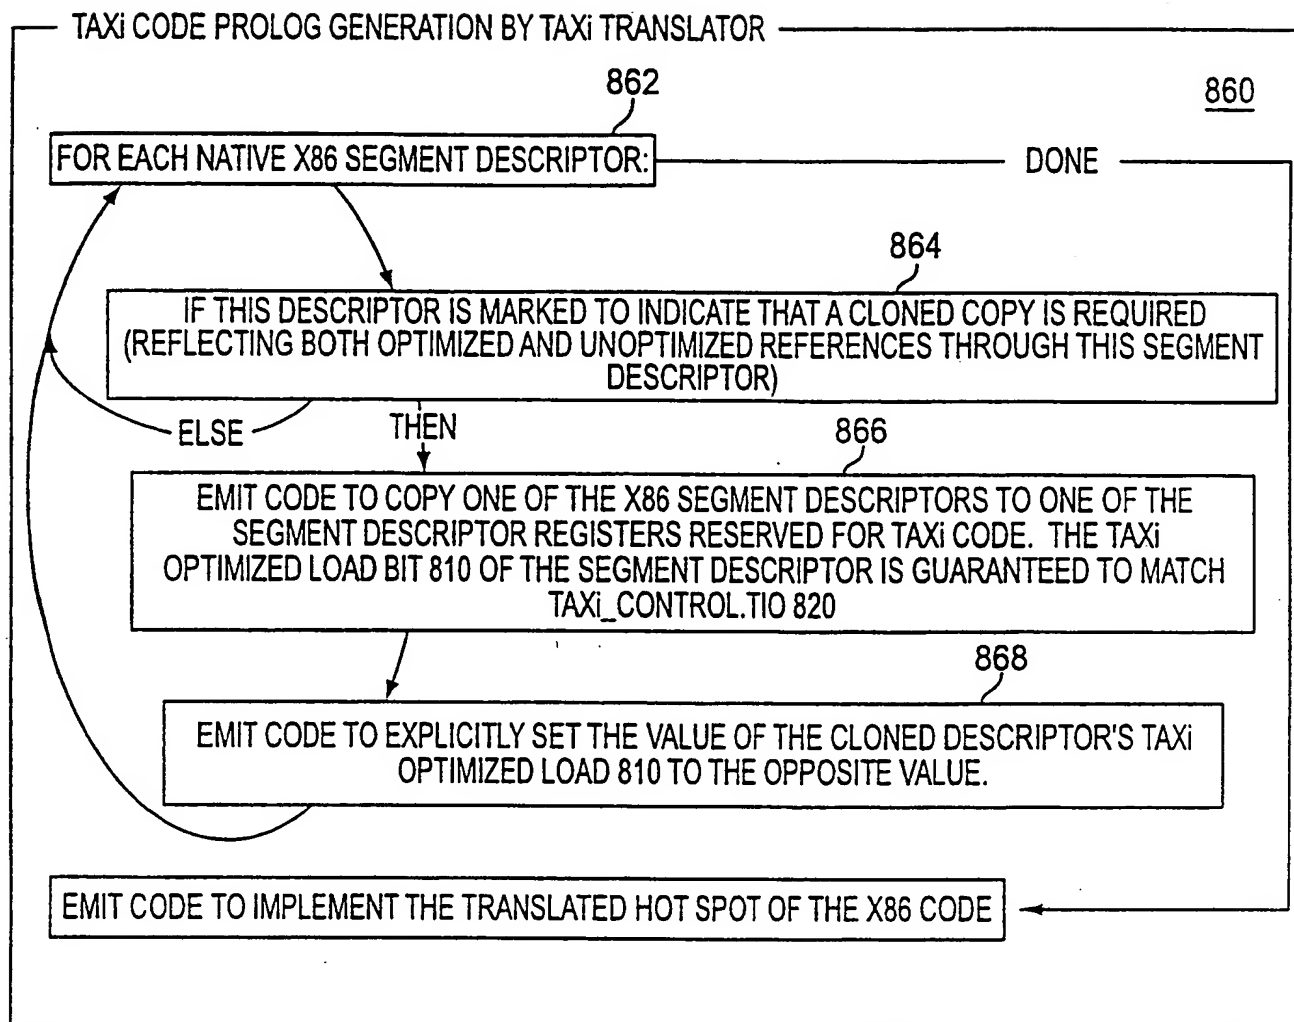 TAXi CODE PROLOG GENERATION BY TAXi TRANSLATOR
860
862
FOR EACH NATIVE X86 SEGMENT DESCRIPTOR:
DONE
864
IF THIS DESCRIPTOR IS MARKED TO INDICATE THAT A CLONED COPY IS REQUIRED
(REFLECTING BOTH OPTIMIZED AND UNOPTIMIZED REFERENCES THROUGH THIS SEGMENT
DESCRIPTOR)
ELSE
THEN
866
EMIT CODE TO COPY ONE OF THE X86 SEGMENT DESCRIPTORS TO ONE OF THE
SEGMENT DESCRIPTOR REGISTERS RESERVED FOR TAXi CODE. THE TAXi
OPTIMIZED LOAD BIT 810 OF THE SEGMENT DESCRIPTOR IS GUARANTEED TO MATCH
TAXi_CONTROL.TIO 820
868
EMIT CODE TO EXPLICITLY SET THE VALUE OF THE CLONED DESCRIPTOR'S TAXi
OPTIMIZED LOAD 810 TO THE OPPOSITE VALUE.
EMIT CODE TO IMPLEMENT THE TRANSLATED HOT SPOT OF THE X86 CODE